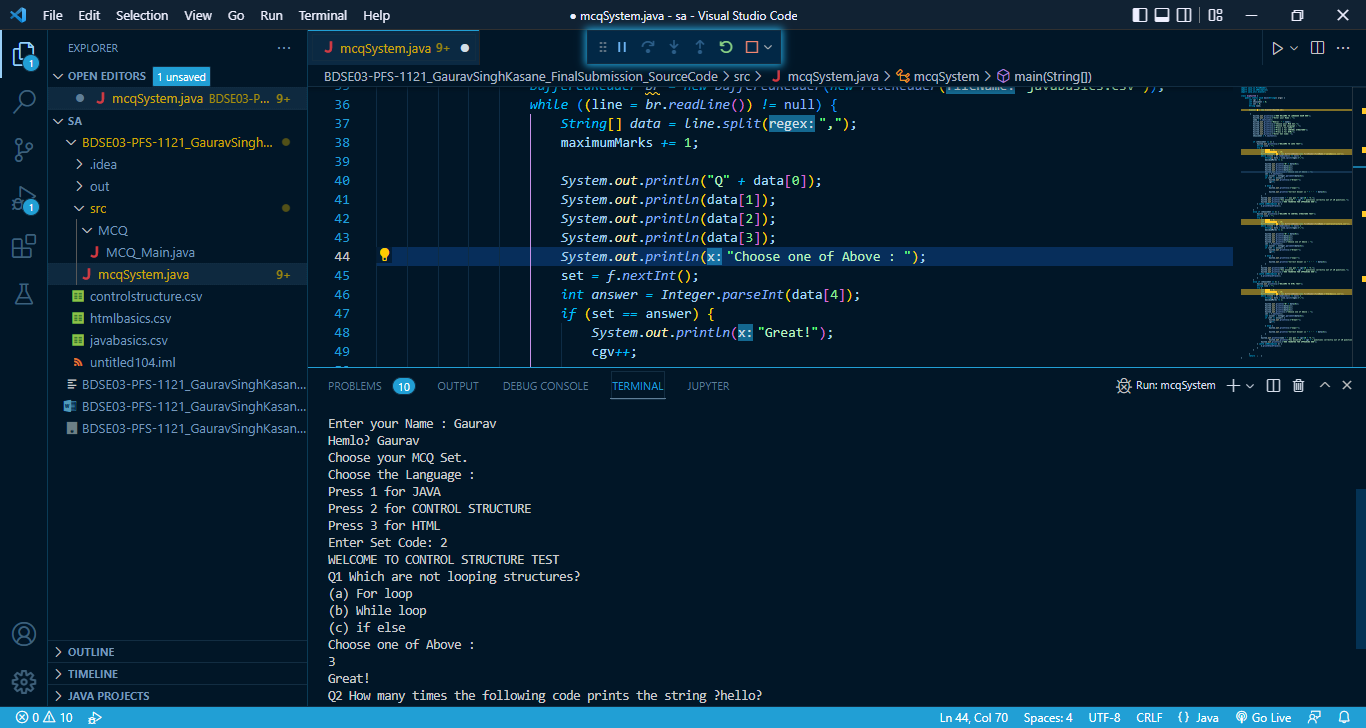 File Edit Selection View Go Run Terminal Help
● mcqSystem.java - sa - Visual Studio Code
EXPLORER
OPEN EDITORS 1 unsaved
mcqSystem.java BDSE03-P... 9+
SA
BDSE03-PFS-1121_GauravSingh...
.idea
out
src
MCQ
MCQ_Main.java
mcqSystem.java 9+
controlstructure.csv
htmlbasics.csv
javabasics.csv
untitled104.iml
BDSE03-PFS-1121_GauravSinghKasan...
BDSE03-PFS-1121_GauravSinghKasan...
BDSE03-PFS-1121_GauravSinghKasan...
OUTLINE
TIMELINE
JAVA PROJECTS
mcqSystem.java 9+
BDSE03-PFS-1121_GauravSinghKasane_FinalSubmission_SourceCode > src > mcqSystem.java > mcqSystem > main(String[])
36 while ((line = br.readLine()) != null) {
37 String[] data = line.split(regex: ",");
38 maximumMarks += 1;
39
40 System.out.println("Q" + data[0]);
41 System.out.println(data[1]);
42 System.out.println(data[2]);
43 System.out.println(data[3]);
44 System.out.println(x: "Choose one of Above : ");
45 set = f.nextInt();
46 int answer = Integer.parseInt(data[4]);
47 if (set == answer) {
48 System.out.println(x: "Great!");
49 cgv++;
PROBLEMS 10 OUTPUT DEBUG CONSOLE TERMINAL JUPYTER
Run: mcqSystem
Enter your Name : Gaurav
Hemlo? Gaurav
Choose your MCQ Set.
Choose the Language :
Press 1 for JAVA
Press 2 for CONTROL STRUCTURE
Press 3 for HTML
Enter Set Code: 2
WELCOME TO CONTROL STRUCTURE TEST
Q1 Which are not looping structures?
(a) For loop
(b) While loop
(c) if else
Choose one of Above :
3
Great!
Q2 How many times the following code prints the string ?hello?
1
1
0 10
Ln 44, Col 70 Spaces: 4 UTF-8 CRLF {} Java Go Live